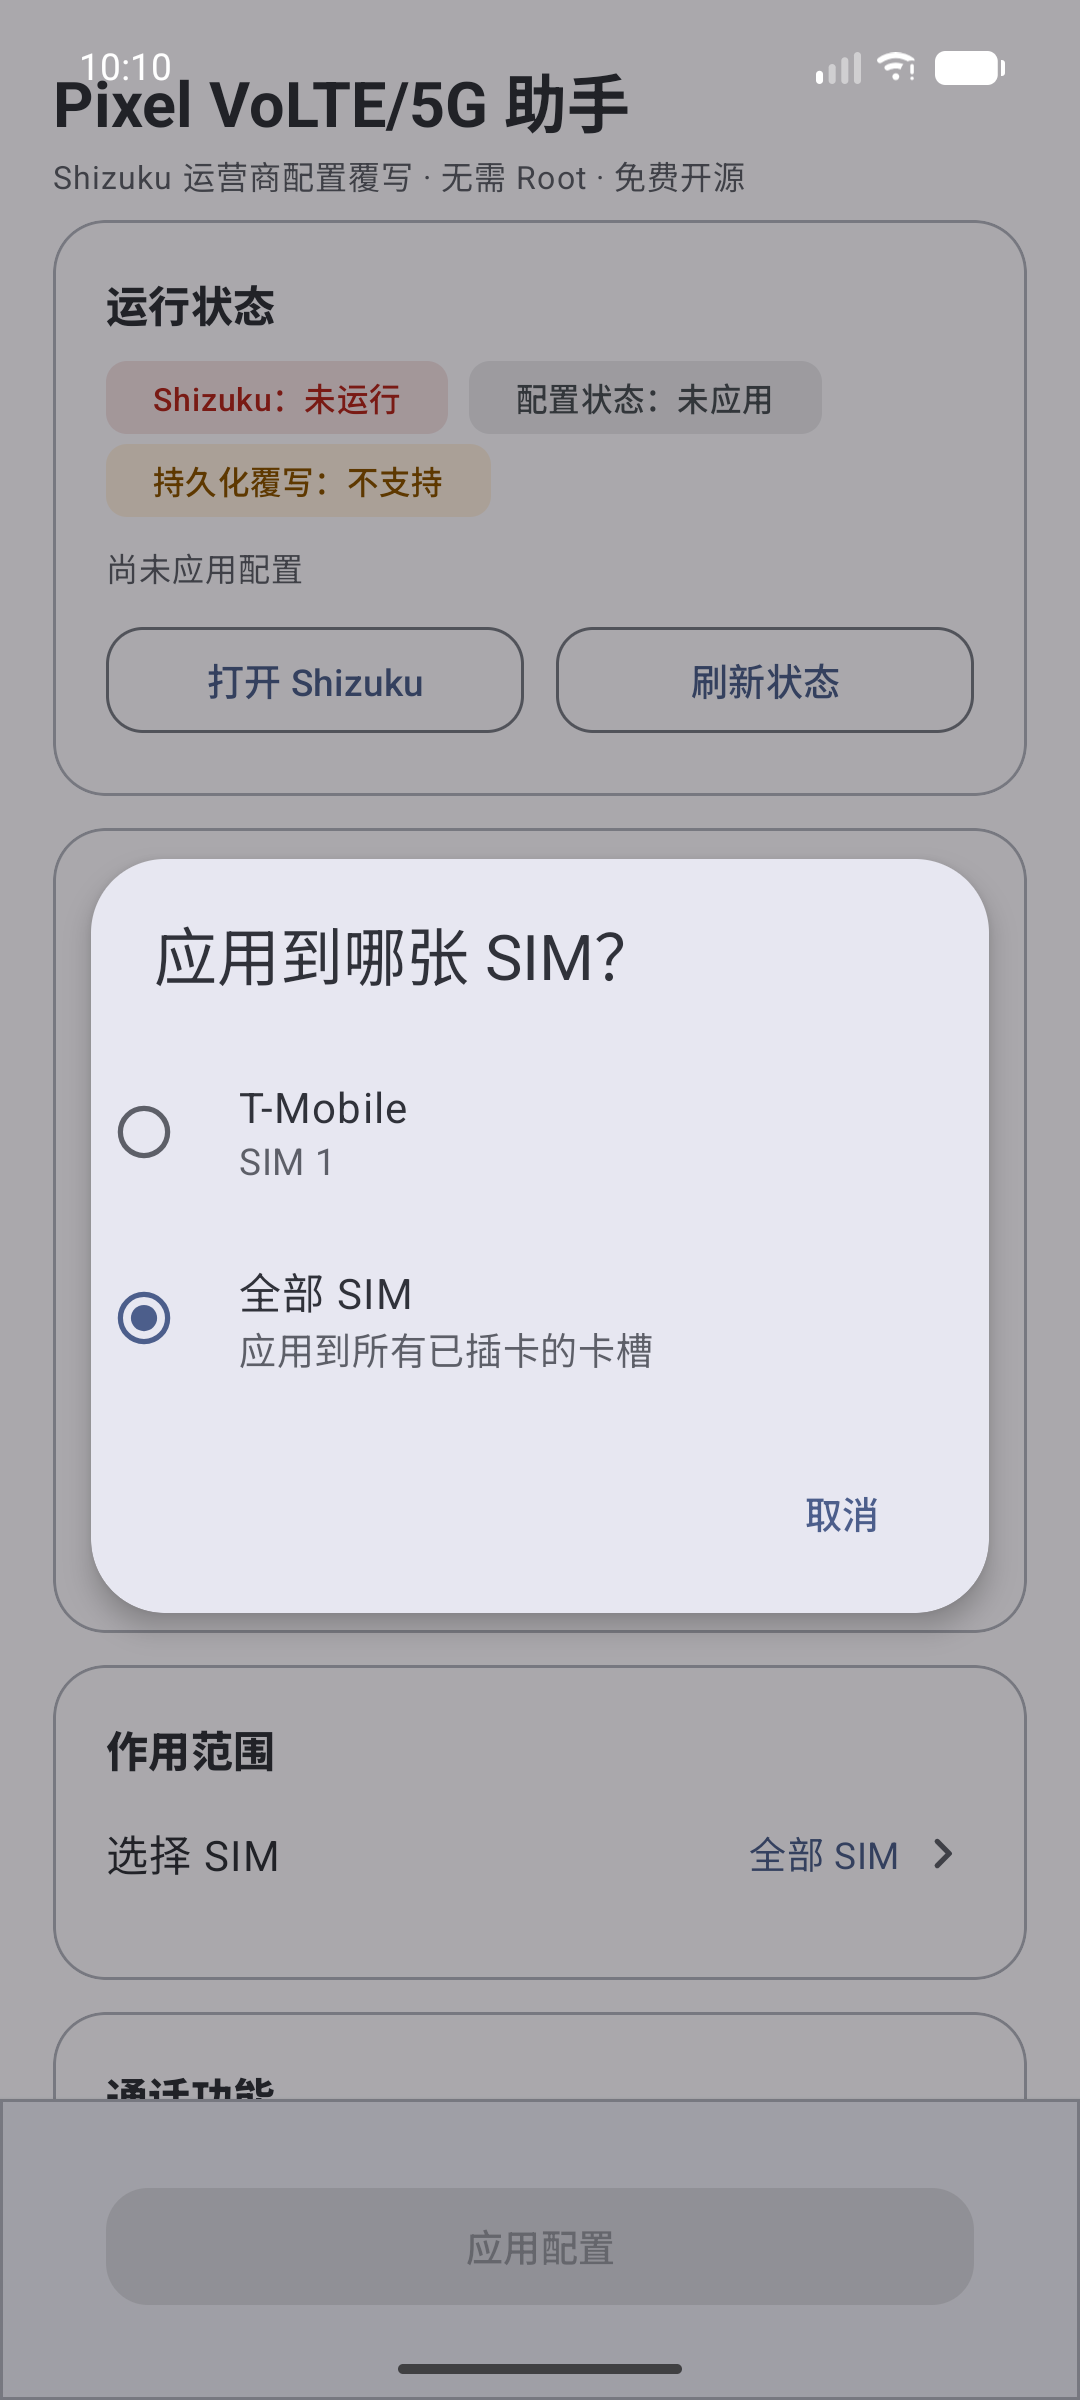 10:10
Pixel VoLTE/5G 助手
Shizuku 运营商配置覆写 · 无需 Root · 免费开源
运行状态
Shizuku：未运行
配置状态：未应用
持久化覆写：不支持
尚未应用配置
打开 Shizuku
刷新状态
应用到哪张 SIM？
T-Mobile
SIM 1
全部 SIM
应用到所有已插卡的卡槽
取消
作用范围
选择 SIM
全部 SIM
通话功能
应用配置